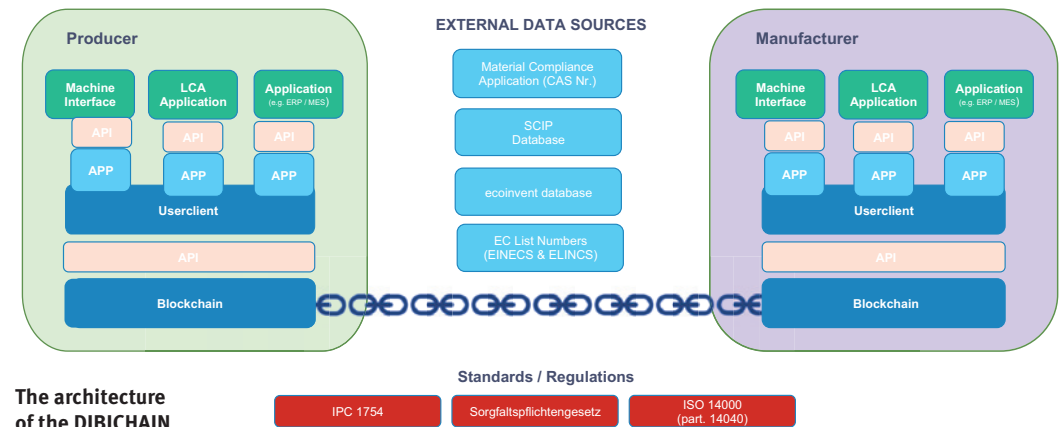 Producer
Machine
Interface
LCA
Application
Application
(e.g. ERP / MES)
API
API
API
APP
APP
APP
Userclient
API
Blockchain
EXTERNAL DATA SOURCES
Material Compliance
Application (CAS Nr.)
SCIP
Database
ecoinvent database
EC List Numbers
(EINECS & ELINCS)
Manufacturer
Machine
Interface
LCA
Application
Application
(e.g. ERP / MES)
API
API
API
APP
APP
APP
Userclient
API
Blockchain
Standards / Regulations
IPC 1754
Sorgfaltspflichtengesetz
ISO 14000
(part. 14040)
The architecture
of the DIBICHAIN